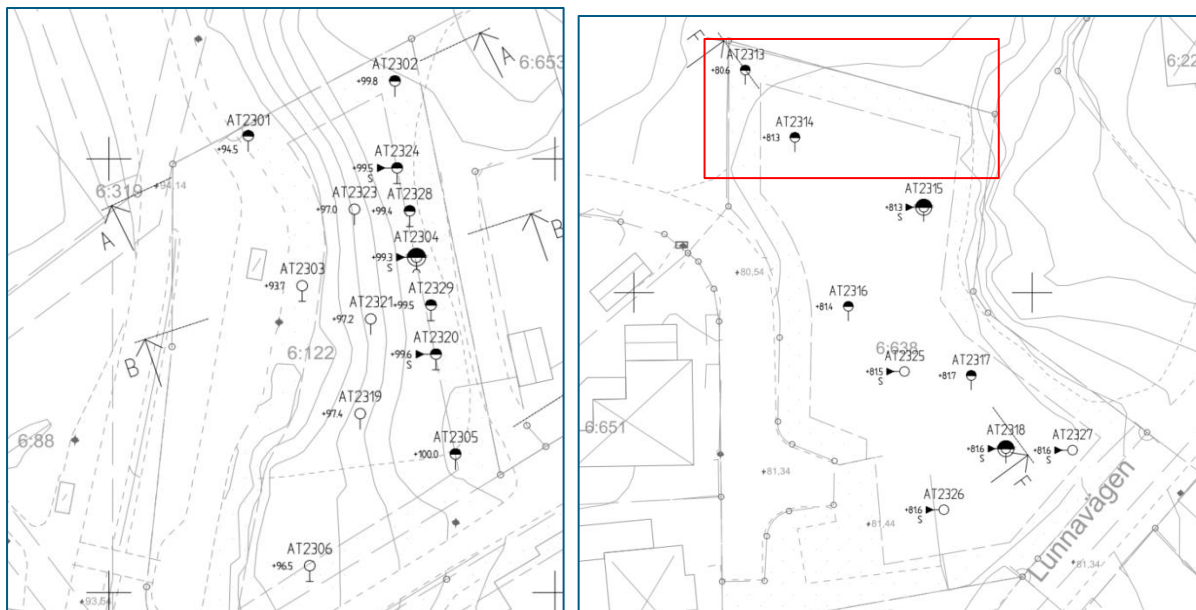 A
6:653
AT2302
+99.8
AT2301
+94.5
AT2324
+99.5
S
6:319
+94,14
AT2323
+97.0
AT2328
+99.4
A
B
AT2304
+99.3
S
AT2303
+93.7
AT2321
+97.2
AT2329
+99.5
AT2320
+99.6
S
6:122
B
AT2319
+97.4
6:88
AT2305
+100.0
AT2306
+96.5
+93,54
F
AT2313
+80.6
6:22
AT2314
+81.3
AT2315
+81.3
S
+80,54
AT2316
+81.4
6:638
AT2325
+81.5
S
AT2317
+81.7
6:651
AT2318
+81.6
S
AT2327
+81.6
S
+81,34
F
AT2326
+81.6
S
+81,44
Lunnavägen
+81,34